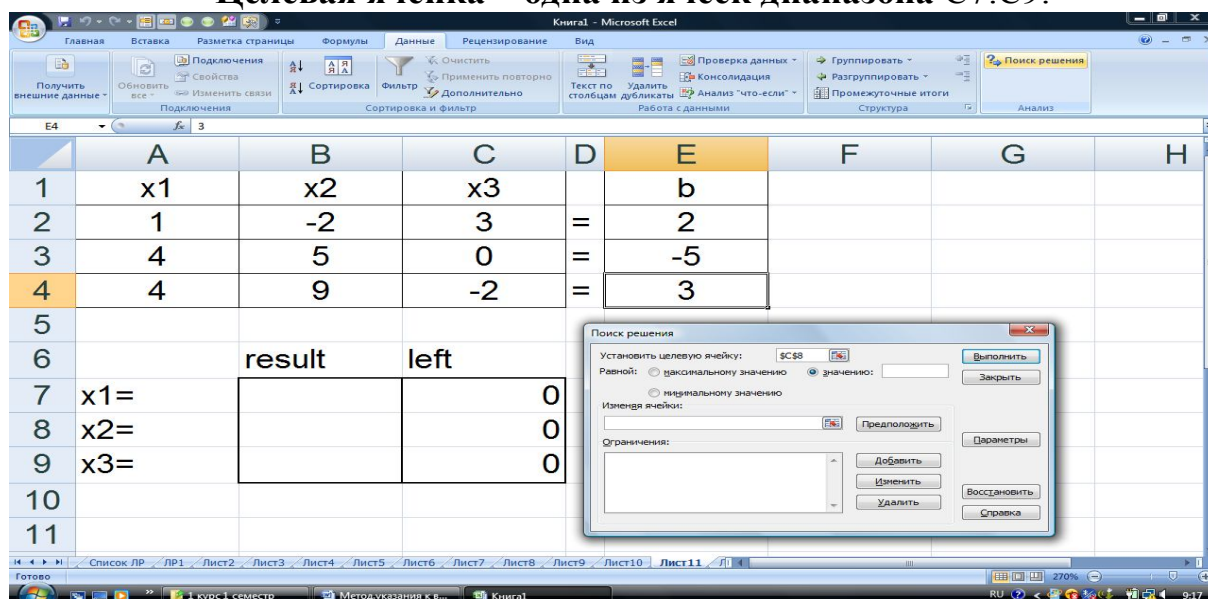 Целевая ячейка – одна из ячеек диапазона C7:C9.
Книга1 - Microsoft Excel
Главная Вставка Разметка страницы Формулы Данные Рецензирование Вид
Получить внешние данные
Обновить все
Подключения
Свойства
Изменить связи
Подключения
Сортировка
Фильтр
Очистить
Применить повторно
Дополнительно
Сортировка и фильтр
Текст по столбцам
Удалить дубликаты
Проверка данных
Консолидация
Анализ "что-если"
Работа с данными
Группировать
Разгруппировать
Промежуточные итоги
Структура
Поиск решения
Анализ
E4 fx 3
A B C D E F G H
1 x1 x2 x3 b
2 1 -2 3 = 2
3 4 5 0 = -5
4 4 9 -2 = 3
5
6 result left
7 x1= 0
8 x2= 0
9 x3= 0
10
11
Поиск решения
Установить целевую ячейку: $C$8
Выполнить
Равной: максимальному значению значению:
Закрыть
минимальному значению
Изменяя ячейки:
Предположить
Ограничения:
Параметры
Добавить
Изменить
Удалить
Восстановить
Справка
Список ЛР ЛР1 Лист2 Лист3 Лист4 Лист5 Лист6 Лист7 Лист8 Лист9 Лист10 Лист11
Готово 270%
1 курс 1 семестр Метод.указания к в... Книга1 RU 9:17